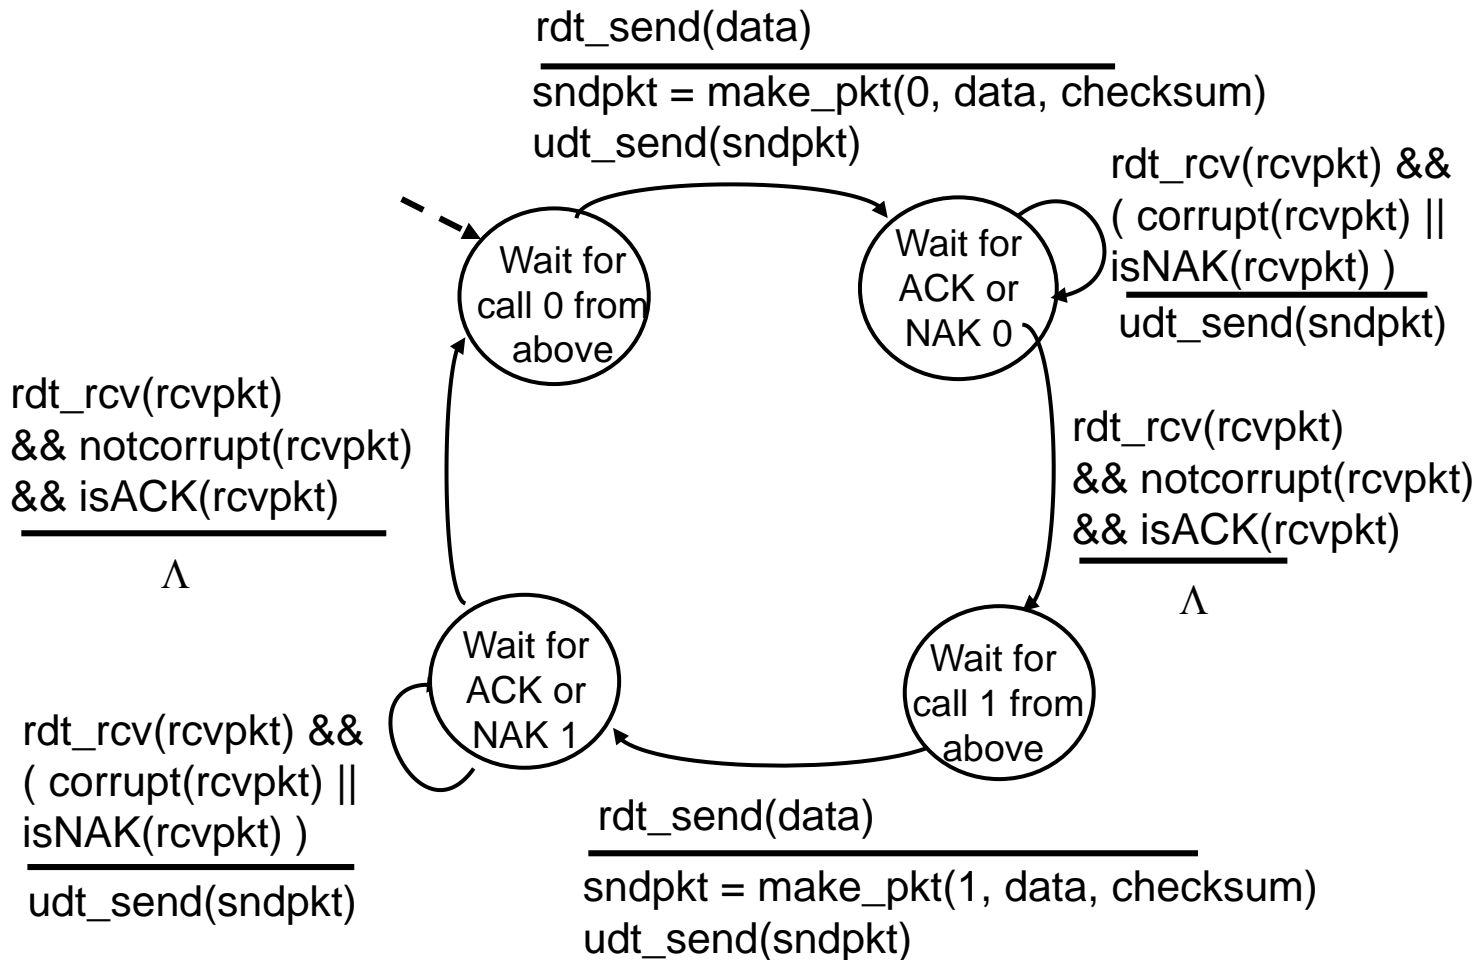 rdt_send(data)
sndpkt = make_pkt(0, data, checksum)
udt_send(sndpkt)
rdt_rcv(rcvpkt) &&
( corrupt(rcvpkt) ||
isNAK(rcvpkt) )
udt_send(sndpkt)
Wait for
call 0 from
above
Wait for
ACK or
NAK 0
rdt_rcv(rcvpkt)
&& notcorrupt(rcvpkt)
&& isACK(rcvpkt)
Λ
rdt_rcv(rcvpkt)
&& notcorrupt(rcvpkt)
&& isACK(rcvpkt)
Λ
Wait for
ACK or
NAK 1
Wait for
call 1 from
above
rdt_rcv(rcvpkt) &&
( corrupt(rcvpkt) ||
isNAK(rcvpkt) )
udt_send(sndpkt)
rdt_send(data)
sndpkt = make_pkt(1, data, checksum)
udt_send(sndpkt)